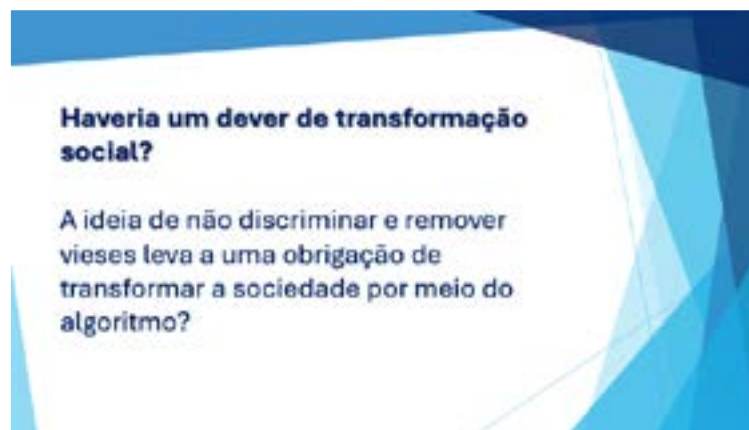 Haveria um dever de transformação
social?
A ideia de não discriminar e remover
vieses leva a uma obrigação de
transformar a sociedade por meio do
algoritmo?